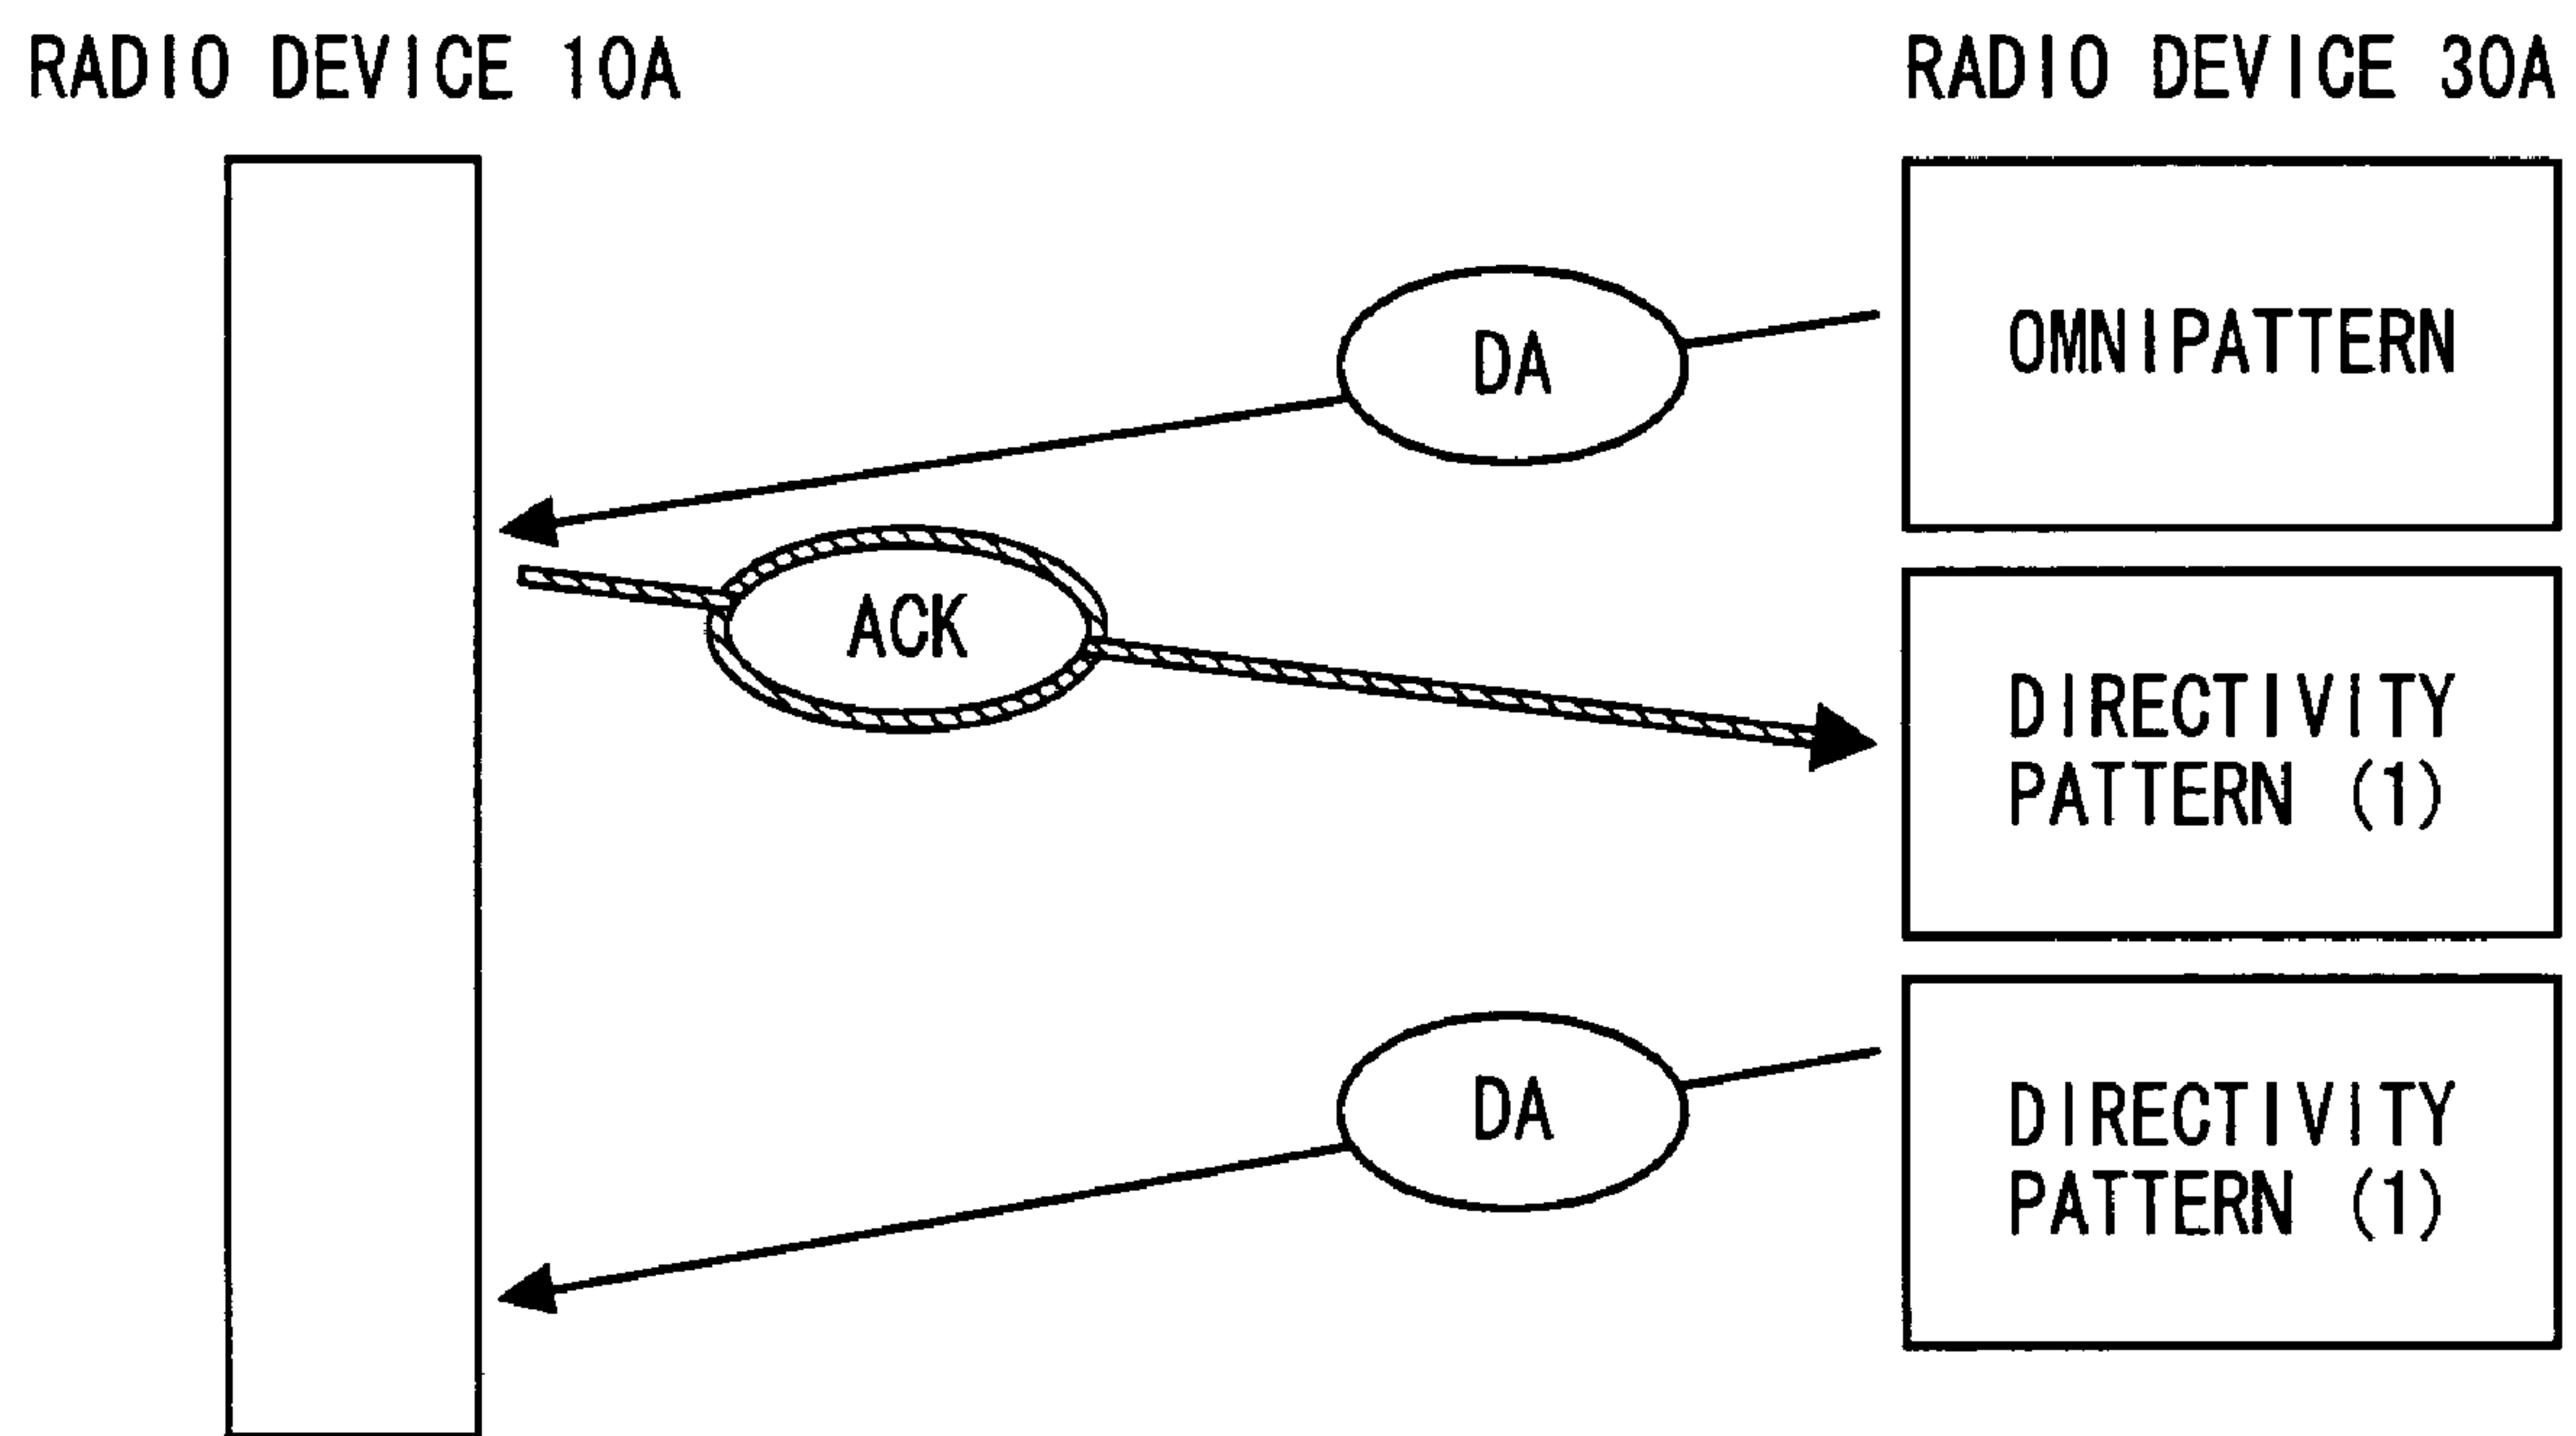 RADIO DEVICE 10A
RADIO DEVICE 30A
DA
OMNIPATTERN
ACK
DIRECTIVITY
PATTERN (1)
DA
DIRECTIVITY
PATTERN (1)